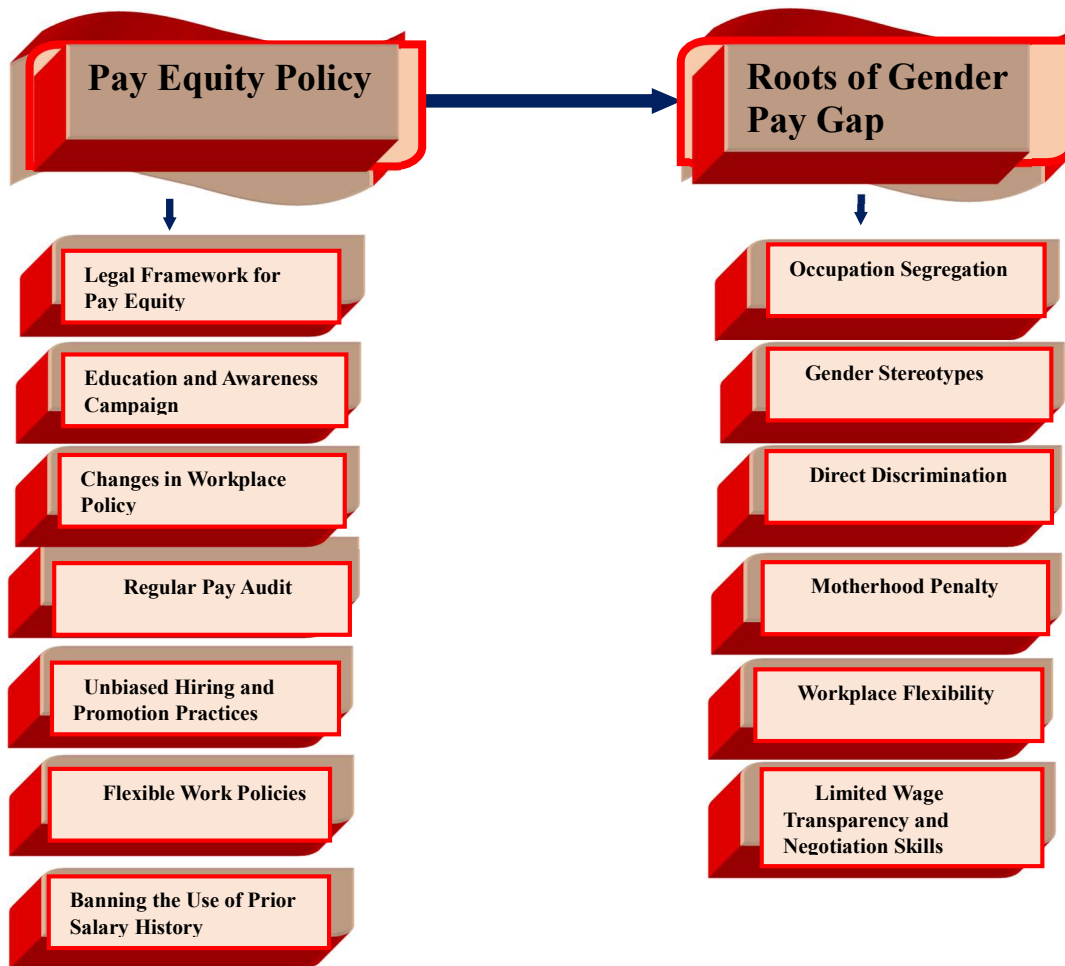 Pay Equity Policy
Roots of Gender
Pay Gap
Legal Framework for
Pay Equity
Education and Awareness
Campaign
Changes in Workplace
Policy
Regular Pay Audit
Unbiased Hiring and
Promotion Practices
Flexible Work Policies
Banning the Use of Prior
Salary History
Occupation Segregation
Gender Stereotypes
Direct Discrimination
Motherhood Penalty
Workplace Flexibility
Limited Wage
Transparency and
Negotiation Skills